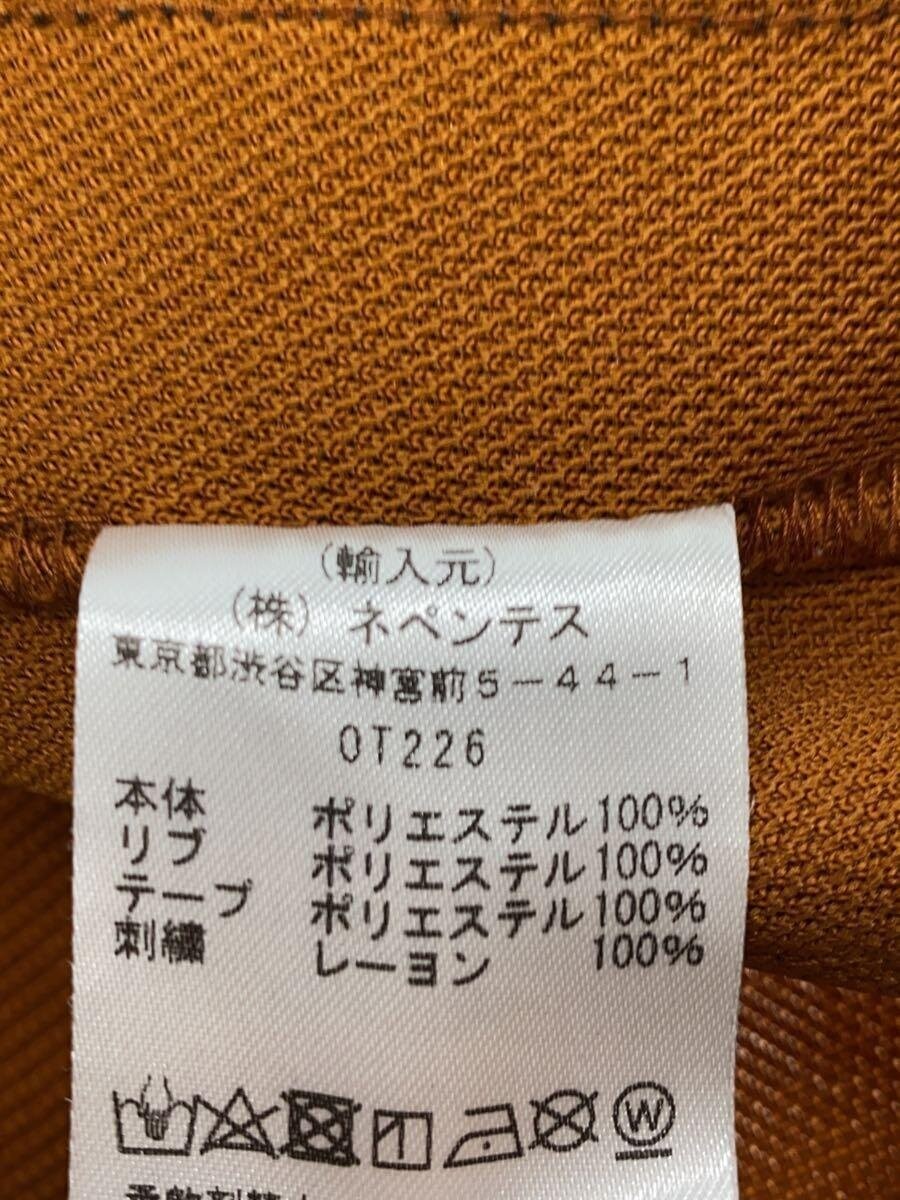 (輸入元)
(株) ネペンテス
東京都渋谷区神宮前5-44-1
OT226
本体 ポリエステル100%
リブ ポリエステル100%
テープ ポリエステル100%
刺繍 レーヨン 100%
W